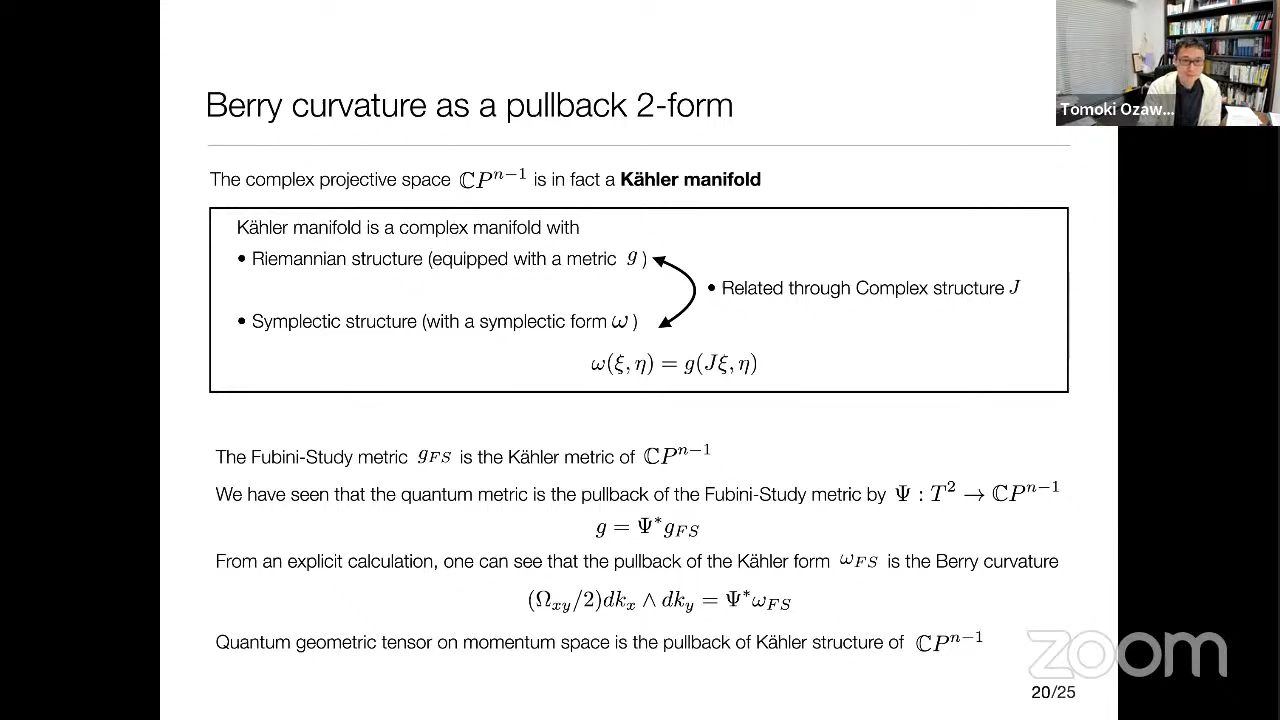 Tomoki Ozaw...
Berry curvature as a pullback 2-form
The complex projective space ℂPⁿ⁻¹ is in fact a Kähler manifold
Kähler manifold is a complex manifold with
• Riemannian structure (equipped with a metric g )
• Related through Complex structure J
• Symplectic structure (with a symplectic form ω )
ω(ξ, η) = g(Jξ, η)
The Fubini-Study metric g_{FS} is the Kähler metric of ℂPⁿ⁻¹
We have seen that the quantum metric is the pullback of the Fubini-Study metric by Ψ : T² → ℂPⁿ⁻¹
g = Ψ*g_{FS}
From an explicit calculation, one can see that the pullback of the Kähler form ω_{FS} is the Berry curvature
(Ω_{xy}/2)dk_x ∧ dk_y = Ψ*ω_{FS}
Quantum geometric tensor on momentum space is the pullback of Kähler structure of ℂPⁿ⁻¹
zoom
20/25